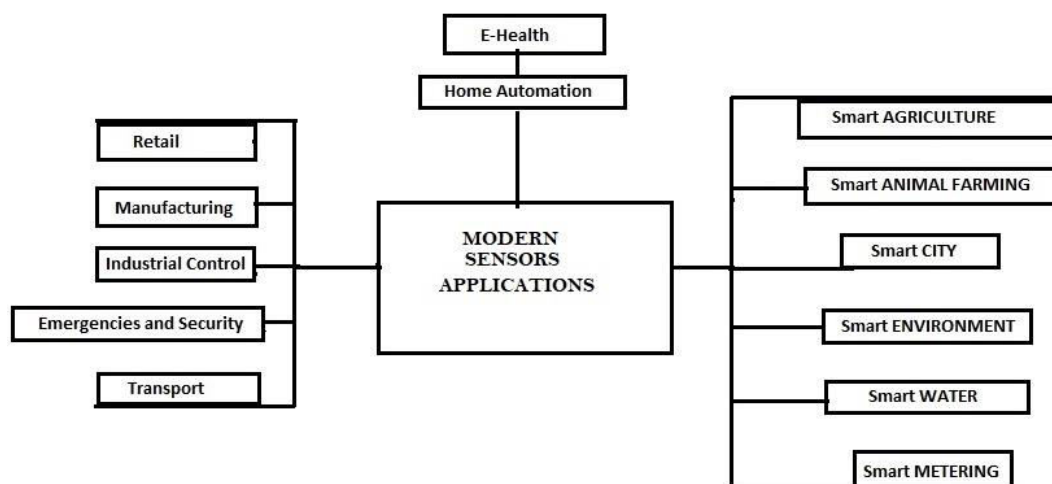 E-Health
Home Automation
Retail
Manufacturing
Industrial Control
Emergencies and Security
Transport
MODERN
SENSORS
APPLICATIONS
Smart AGRICULTURE
Smart ANIMAL FARMING
Smart CITY
Smart ENVIRONMENT
Smart WATER
Smart METERING